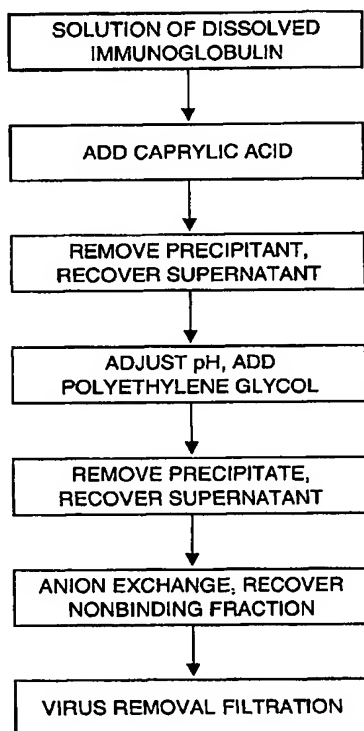 SOLUTION OF DISSOLVED
IMMUNOGLOBULIN
ADD CAPRYLIC ACID
REMOVE PRECIPITANT,
RECOVER SUPERNATANT
ADJUST pH, ADD
POLYETHYLENE GLYCOL
REMOVE PRECIPITATE,
RECOVER SUPERNATANT
ANION EXCHANGE; RECOVER
NONBINDING FRACTION
VIRUS REMOVAL FILTRATION